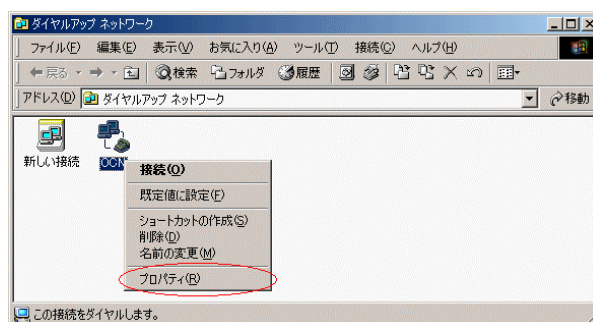 ダイヤルアップ ネットワーク
ファイル(F) 編集(E) 表示(V) お気に入り(A) ツール(T) 接続(C) ヘルプ(H)
戻る 検索 フォルダ 履歴
アドレス(D) ダイヤルアップ ネットワーク 移動
新しい接続 OCN
接続(O)
既定値に設定(F)
ショートカットの作成(S)
削除(D)
名前の変更(M)
プロパティ(R)
この接続をダイヤルします。